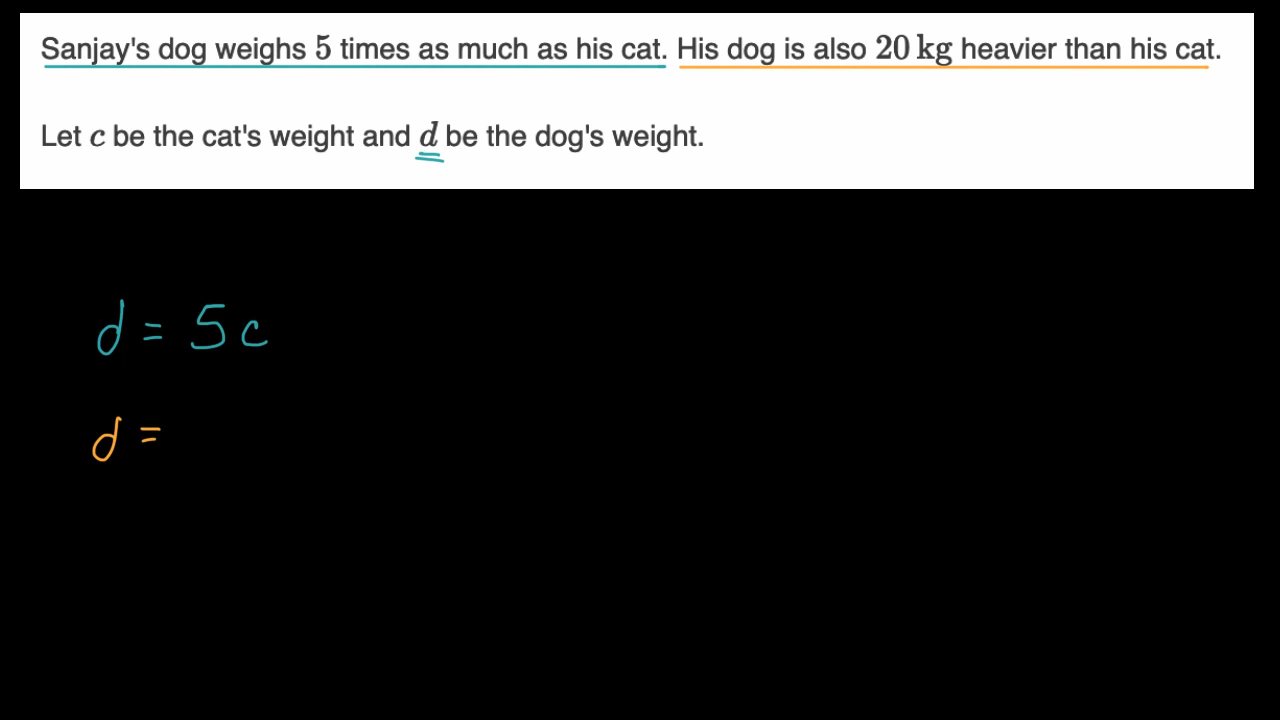 Sanjay's dog weighs 5 times as much as his cat. His dog is also 20 kg heavier than his cat.
Let c be the cat's weight and d be the dog's weight.
d = 5c
d =